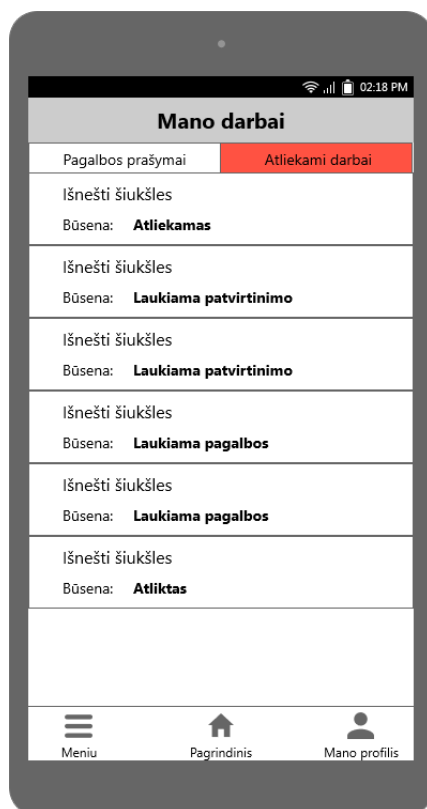 02:18 PM
Mano darbai
Pagalbos prašymai Atliekami darbai
Išnešti šiukšles
Būsena: Atliekamas
Išnešti šiukšles
Būsena: Laukiama patvirtinimo
Išnešti šiukšles
Būsena: Laukiama patvirtinimo
Išnešti šiukšles
Būsena: Laukiama pagalbos
Išnešti šiukšles
Būsena: Laukiama pagalbos
Išnešti šiukšles
Būsena: Atliktas
Meniu Pagrindinis Mano profilis